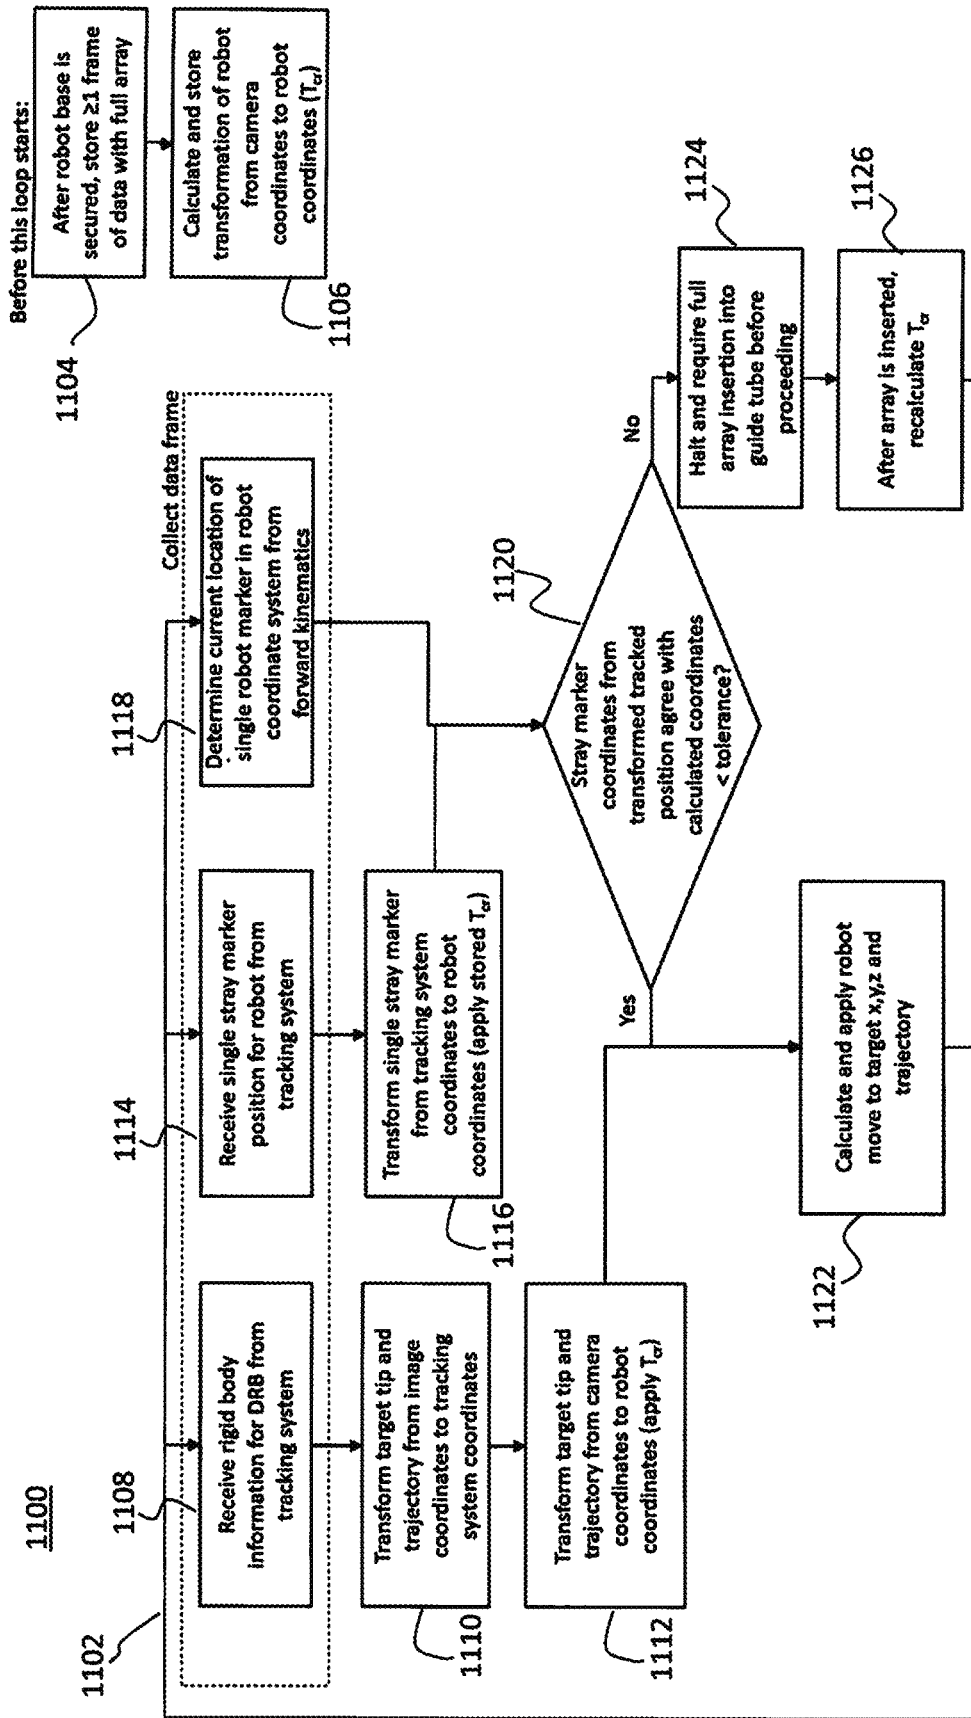 1100
Before this loop starts:
1104
After robot base is
secured, store ≥1 frame
of data with full array
1106
Calculate and store
transformation of robot
from camera
coordinates to robot
coordinates (Tcr)
1102
Collect data frame
1108
Receive rigid body
information for DRB from
tracking system
1114
Receive single stray marker
position for robot from
tracking system
1118
Determine current location of
single robot marker in robot
coordinate system from
forward kinematics
1110
Transform target tip and
trajectory from image
coordinates to tracking
system coordinates
1116
Transform single stray marker
from tracking system
coordinates to robot
coordinates (apply stored Tcr)
1112
Transform target tip and
trajectory from camera
coordinates to robot
coordinates (apply Tcr)
1120
Stray marker
coordinates from
transformed tracked
position agree with
calculated coordinates
< tolerance?
Yes
No
1122
Calculate and apply robot
move to target x,y,z and
trajectory
1124
Halt and require full
array insertion into
guide tube before
proceeding
1126
After array is inserted,
recalculate Tcr